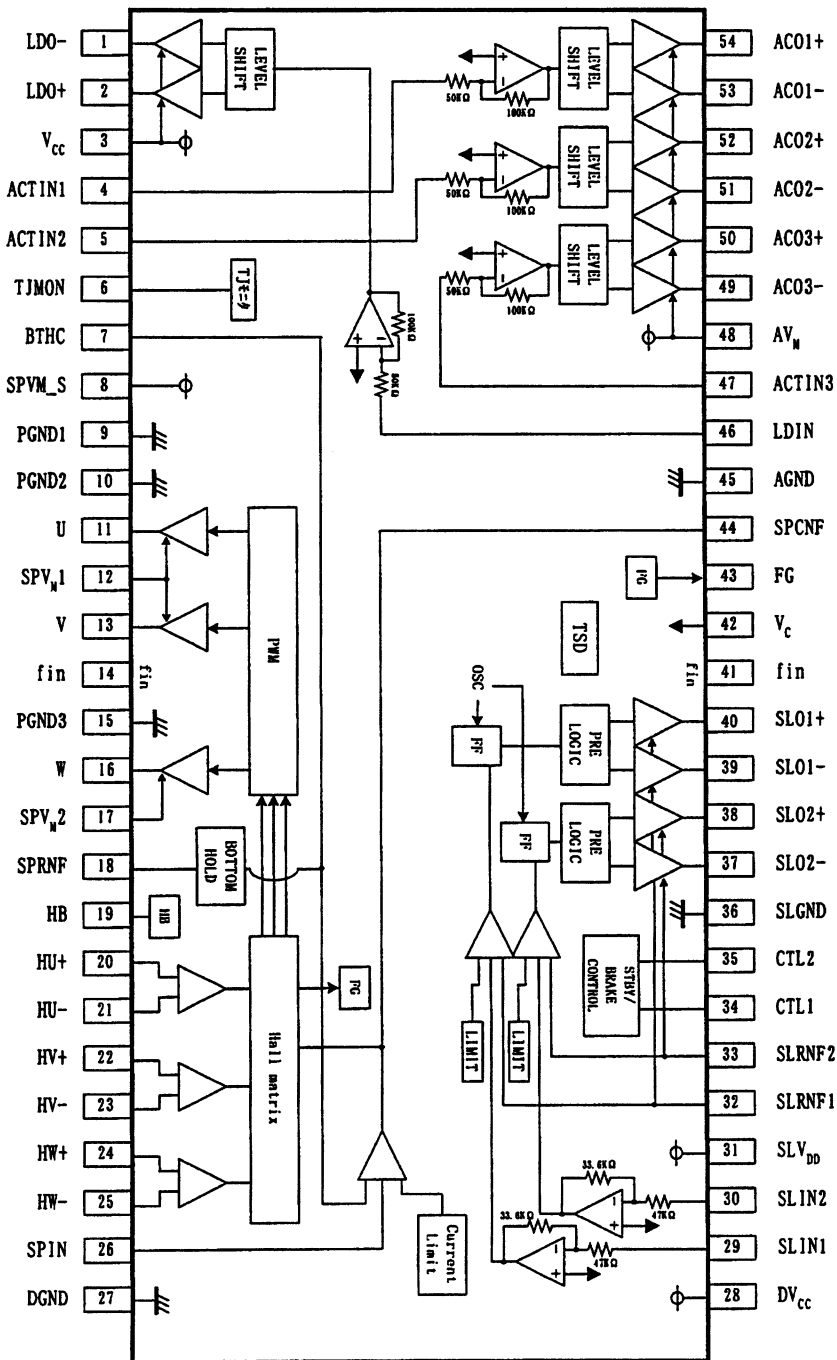 LDO- 1
LDO+ 2
VCC 3
ACTIN1 4
ACTIN2 5
TJMON 6
BTHC 7
SPVM_S 8
PGND1 9
PGND2 10
U 11
SPVM1 12
V 13
fin 14
PGND3 15
W 16
SPVM2 17
SPRNF 18
HB 19
HU+ 20
HU- 21
HV+ 22
HV- 23
HW+ 24
HW- 25
SPIN 26
DGND 27
54 ACO1+
53 ACO1-
52 ACO2+
51 ACO2-
50 ACO3+
49 ACO3-
48 AVM
47 ACTIN3
46 LDIN
45 AGND
44 SPCNF
43 FG
42 VC
41 fin
40 SLO1+
39 SLO1-
38 SLO2+
37 SLO2-
36 SLGND
35 CTL2
34 CTL1
33 SLRNF2
32 SLRNF1
31 SLVDD
30 SLIN2
29 SLIN1
28 DVCC
LEVEL SHIFT
+
-
50KΩ
100KΩ
LEVEL SHIFT
+
-
50KΩ
100KΩ
LEVEL SHIFT
+
-
50KΩ
100KΩ
LEVEL SHIFT
TJモニタ
+
-
100KΩ
50KΩ
PWM
fin
fin
FG
TSD
OSC
FF
PRE LOGIC
FF
PRE LOGIC
BOTTOM HOLD
HB
FG
Hall matrix
STBY/ BRAKE CONTROL
LIMIT
LIMIT
33.6KΩ
47KΩ
-
+
33.6KΩ
47KΩ
-
+
Current Limit